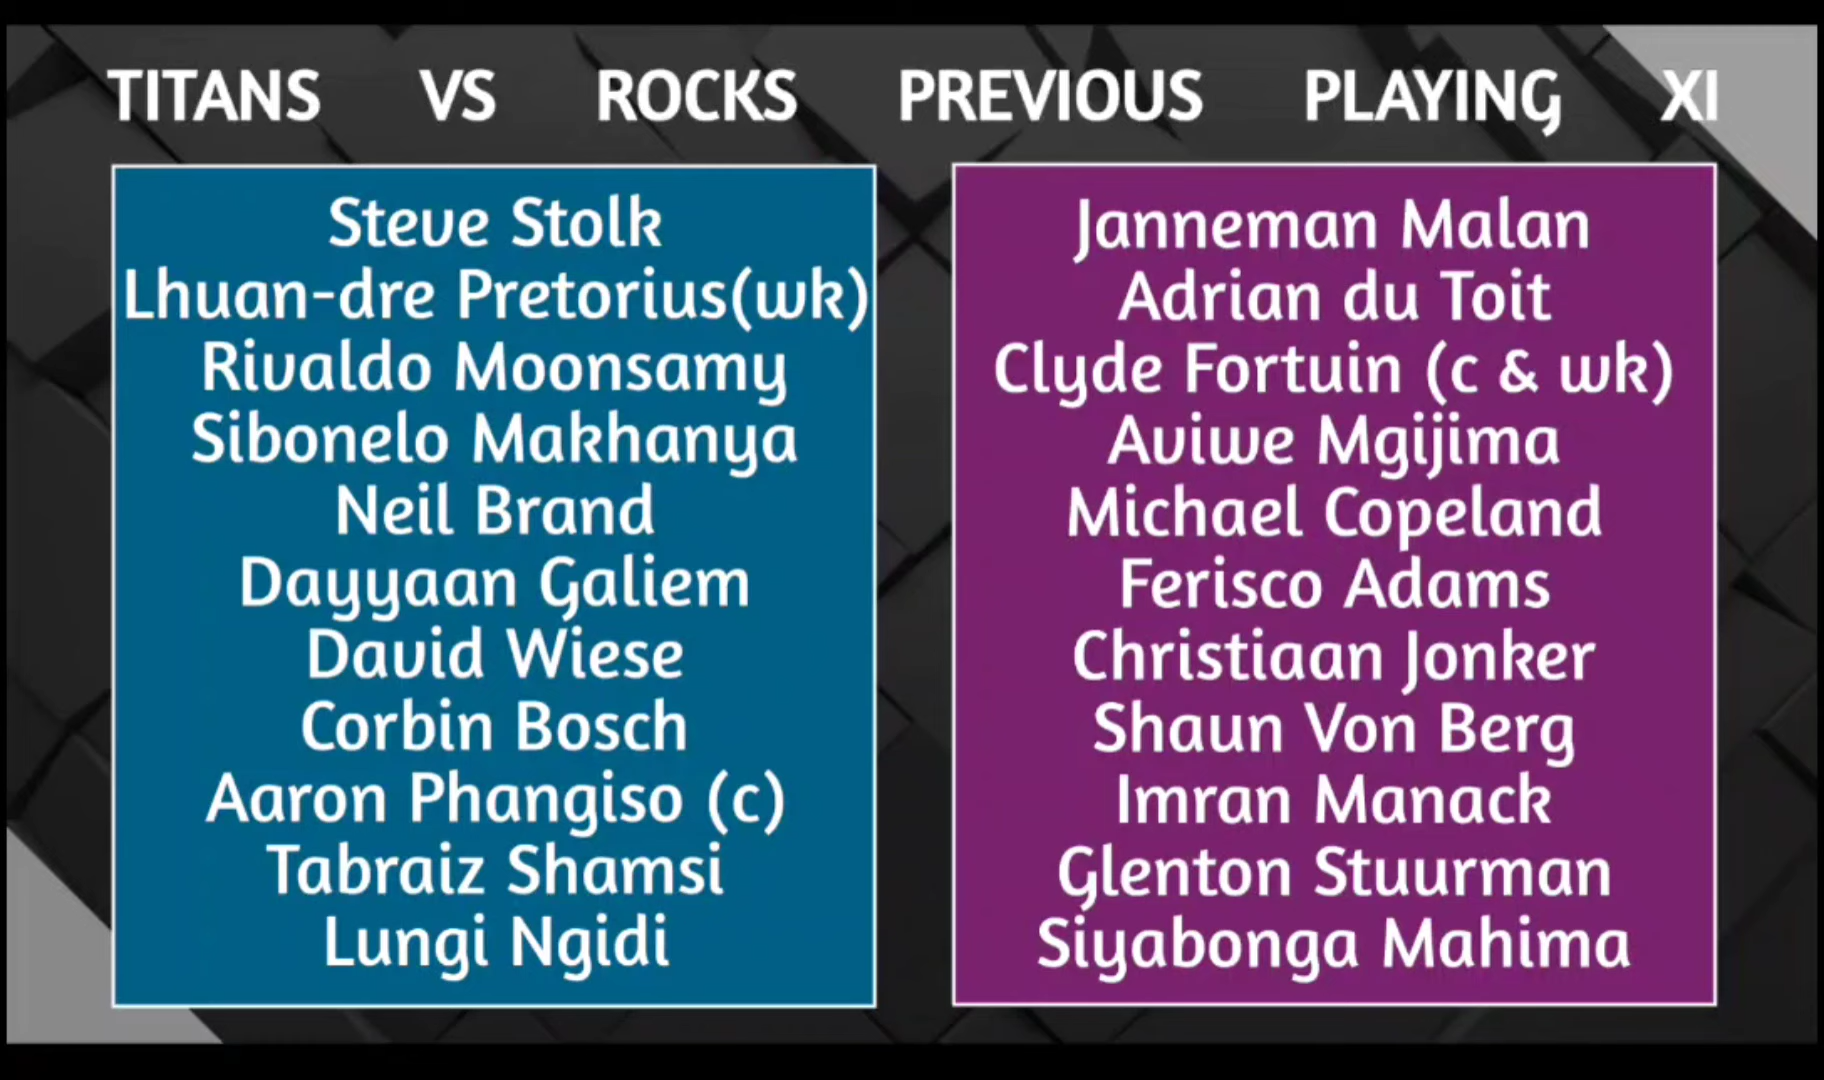 TITANS VS ROCKS PREVIOUS PLAYING XI
Steve Stolk
Lhuan-dre Pretorius(wk)
Rivaldo Moonsamy
Sibonelo Makhanya
Neil Brand
Dayyaan Galiem
David Wiese
Corbin Bosch
Aaron Phangiso (c)
Tabraiz Shamsi
Lungi Ngidi
Janneman Malan
Adrian du Toit
Clyde Fortuin (c & wk)
Aviwe Mgijima
Michael Copeland
Ferisco Adams
Christiaan Jonker
Shaun Von Berg
Imran Manack
Glenton Stuurman
Siyabonga Mahima